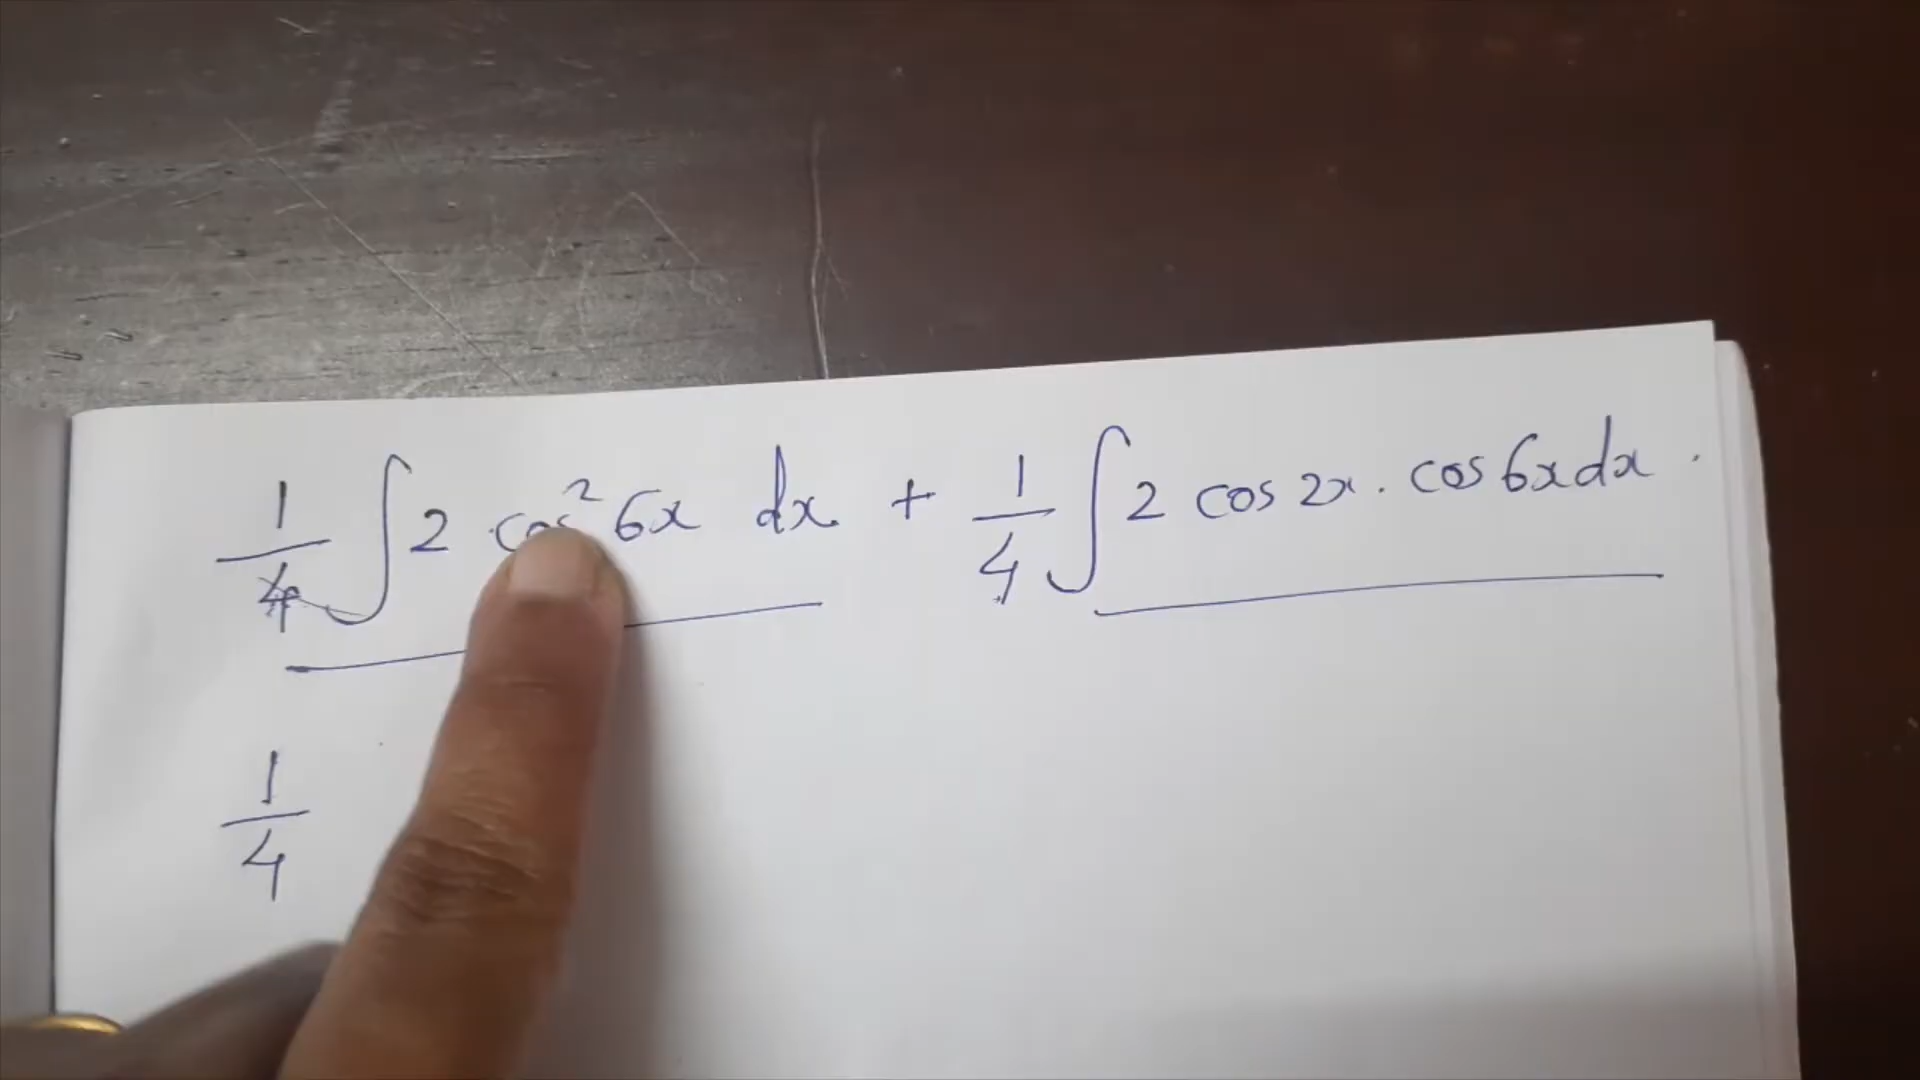 1/4 ∫ 2 cos² 6x dx + 1/4 ∫ 2 cos 2x . cos 6x dx .
1/4